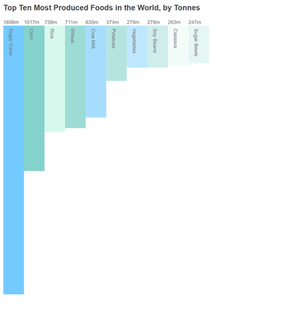 Top Ten Most Produced Foods in the World, by Tonnes
1898m 1017m 738m 711m 635m 374m 279m 278m 263m 247m
Sugar Cane
Corn
Rice
Wheat
Cow Milk
Potatoes
Vegetables
Soy Beans
Cassava
Sugar Beets